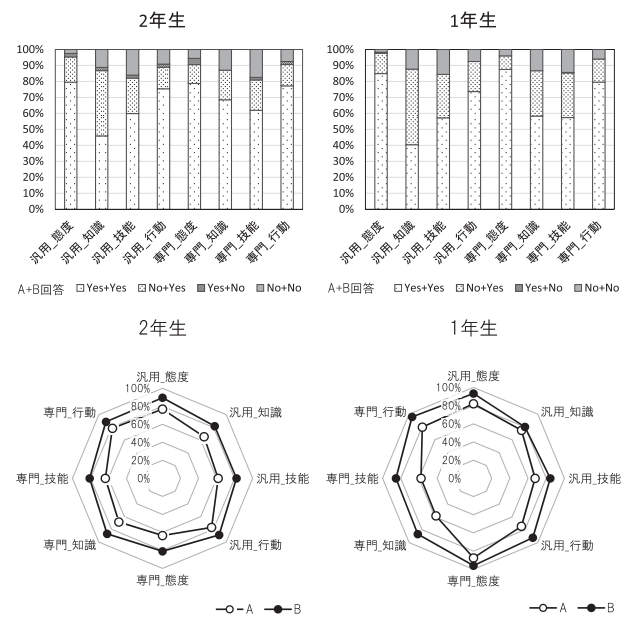 2年生
100%
90%
80%
70%
60%
50%
40%
30%
20%
10%
0%
汎用_態度
汎用_知識
汎用_技能
汎用_行動
専門_態度
専門_知識
専門_技能
専門_行動
A+B回答 Yes+Yes No+Yes Yes+No No+No
1年生
100%
90%
80%
70%
60%
50%
40%
30%
20%
10%
0%
汎用_態度
汎用_知識
汎用_技能
汎用_行動
専門_態度
専門_知識
専門_技能
専門_行動
A+B回答 Yes+Yes No+Yes Yes+No No+No
2年生
汎用_態度
100%
80%
60%
40%
20%
0%
汎用_知識
汎用_技能
汎用_行動
専門_態度
専門_知識
専門_技能
専門_行動
A B
1年生
汎用_態度
100%
80%
60%
40%
20%
0%
汎用_知識
汎用_技能
汎用_行動
専門_態度
専門_知識
専門_技能
専門_行動
A B